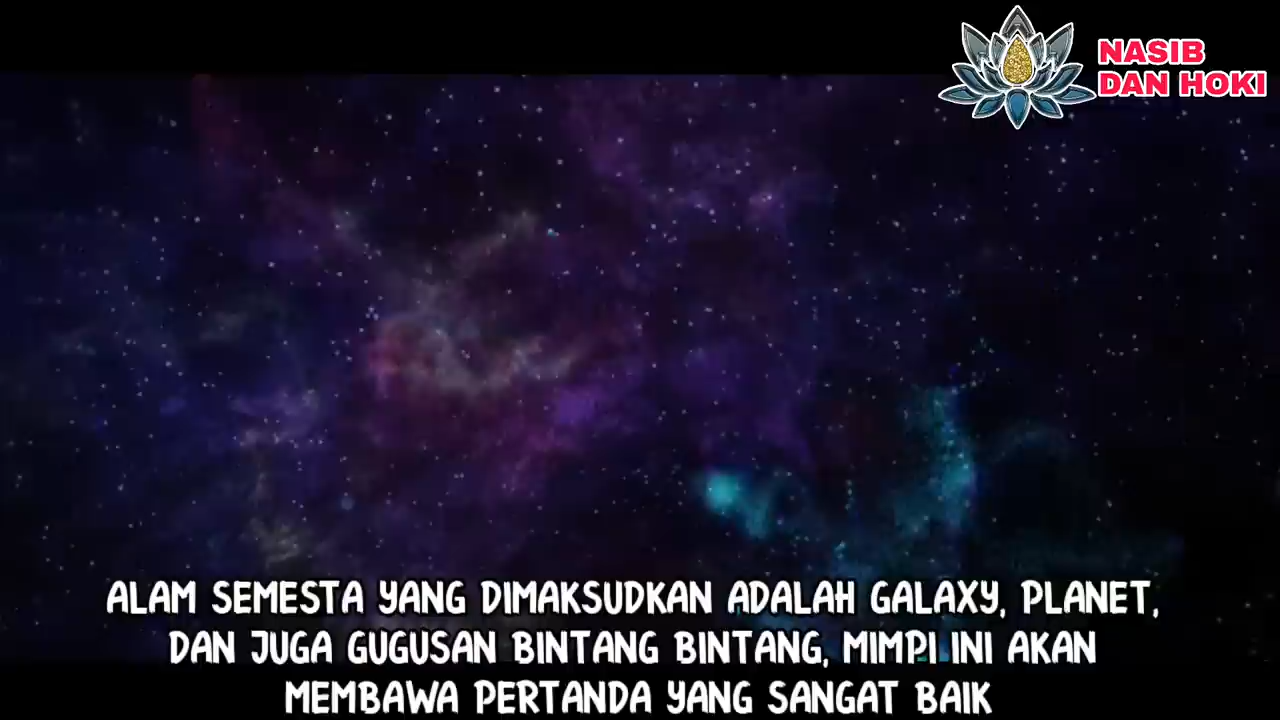 NASIB
DAN HOKI
ALAM SEMESTA YANG DIMAKSUDKAN ADALAH GALAXY, PLANET,
DAN JUGA GUGUSAN BINTANG BINTANG, MIMPI INI AKAN
MEMBAWA PERTANDA YANG SANGAT BAIK